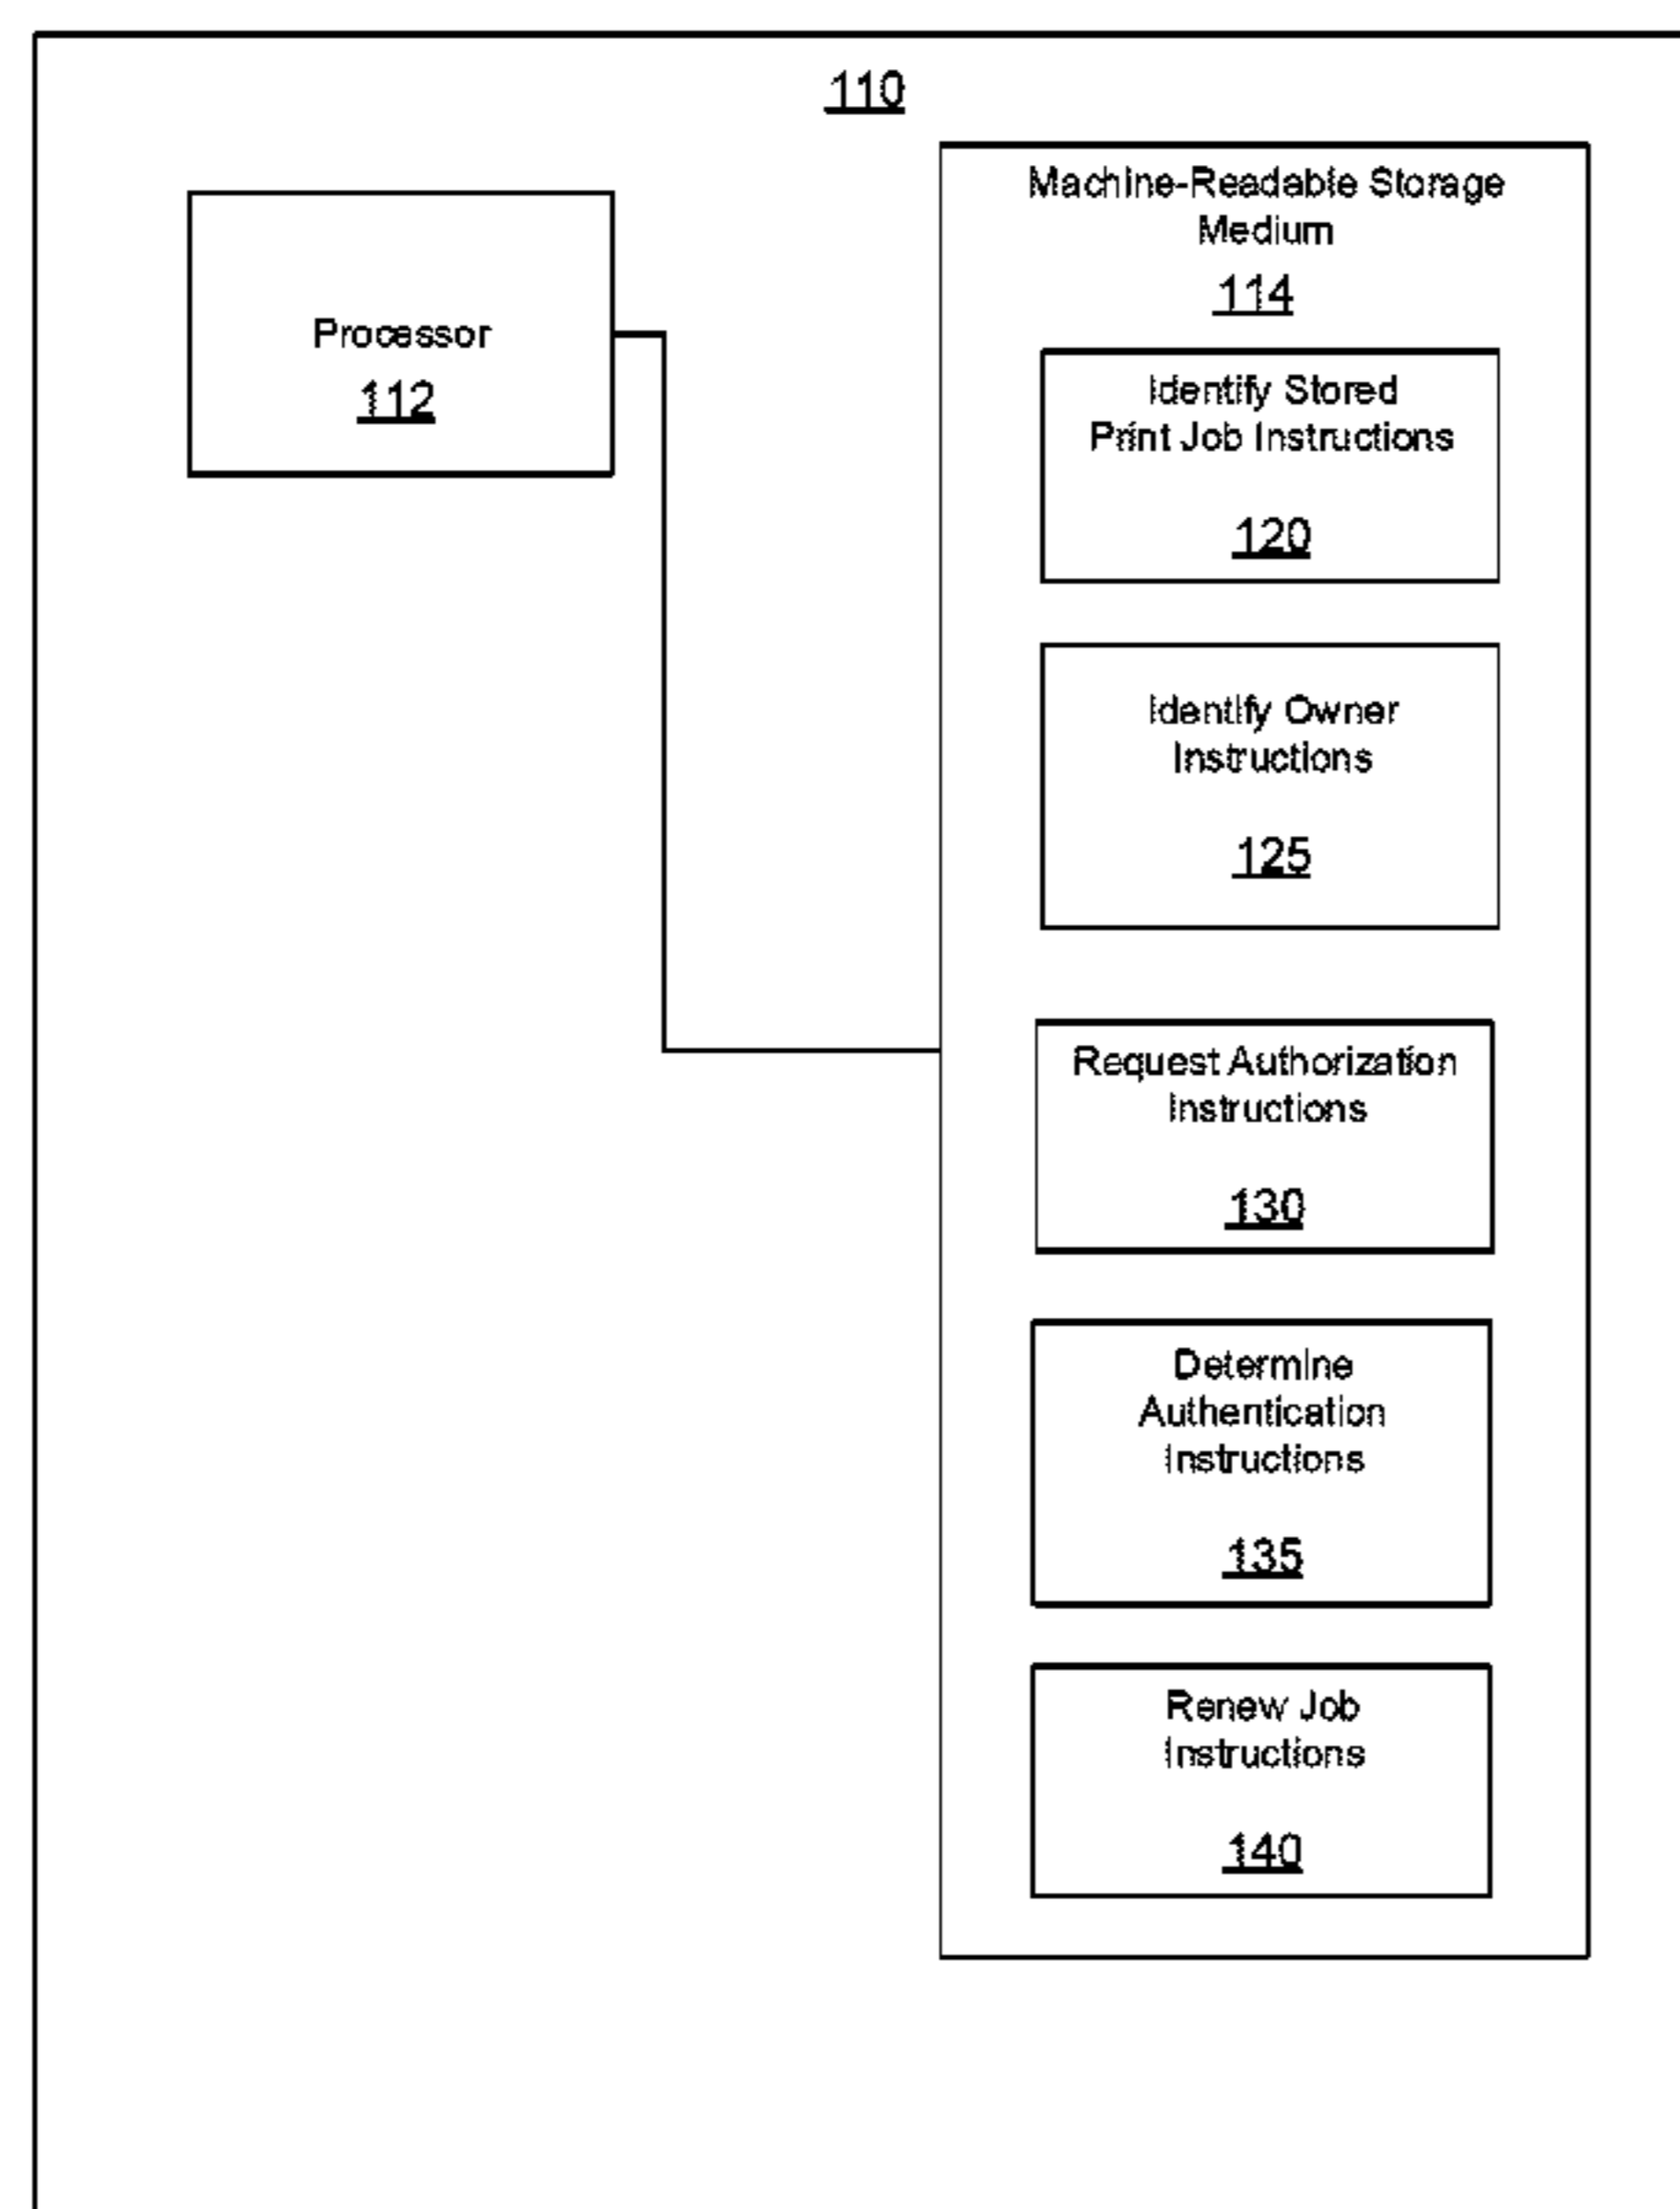 110
Processor
112
Machine-Readable Storage
Medium
114
Identify Stored
Print Job Instructions
120
Identify Owner
Instructions
125
Request Authorization
Instructions
130
Determine
Authentication
Instructions
135
Renew Job
Instructions
140